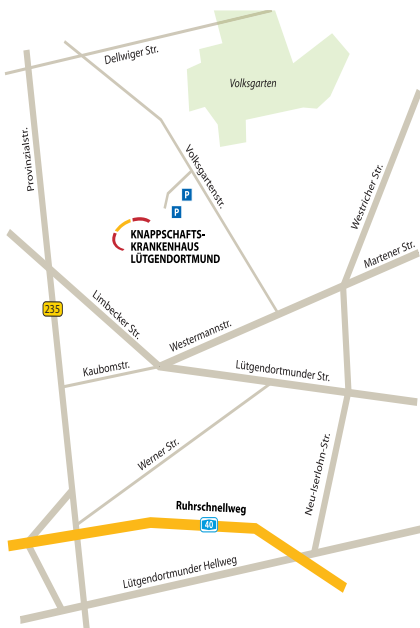 Dellwiger Str.
Volksgarten
Provinzialstr.
Volksgartenstr.
P
P
Westricher Str.
KNAPPSCHAFTS-
KRANKENHAUS
LÜTGENDORTMUND
Martener Str.
235
Limbecker Str.
Westermannstr.
Kaubomstr.
Lütgendortmunder Str.
Werner Str.
Neu-Iserlohn-Str.
Ruhrschnellweg
40
Lütgendortmunder Hellweg